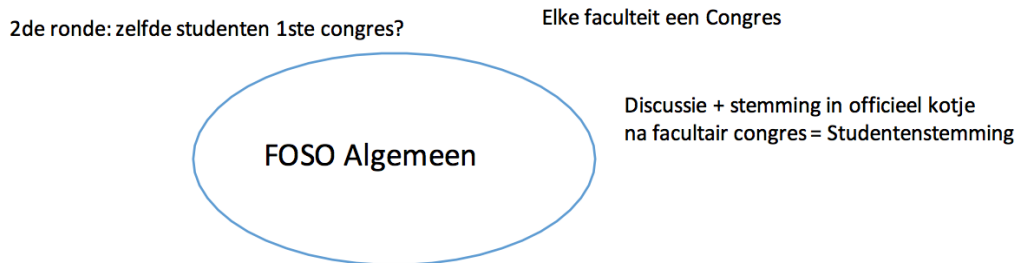 2de ronde: zelfde studenten 1ste congres?
Elke faculteit een Congres
Discussie + stemming in officieel kotje
na facultair congres = Studentenstemming
FOSO Algemeen